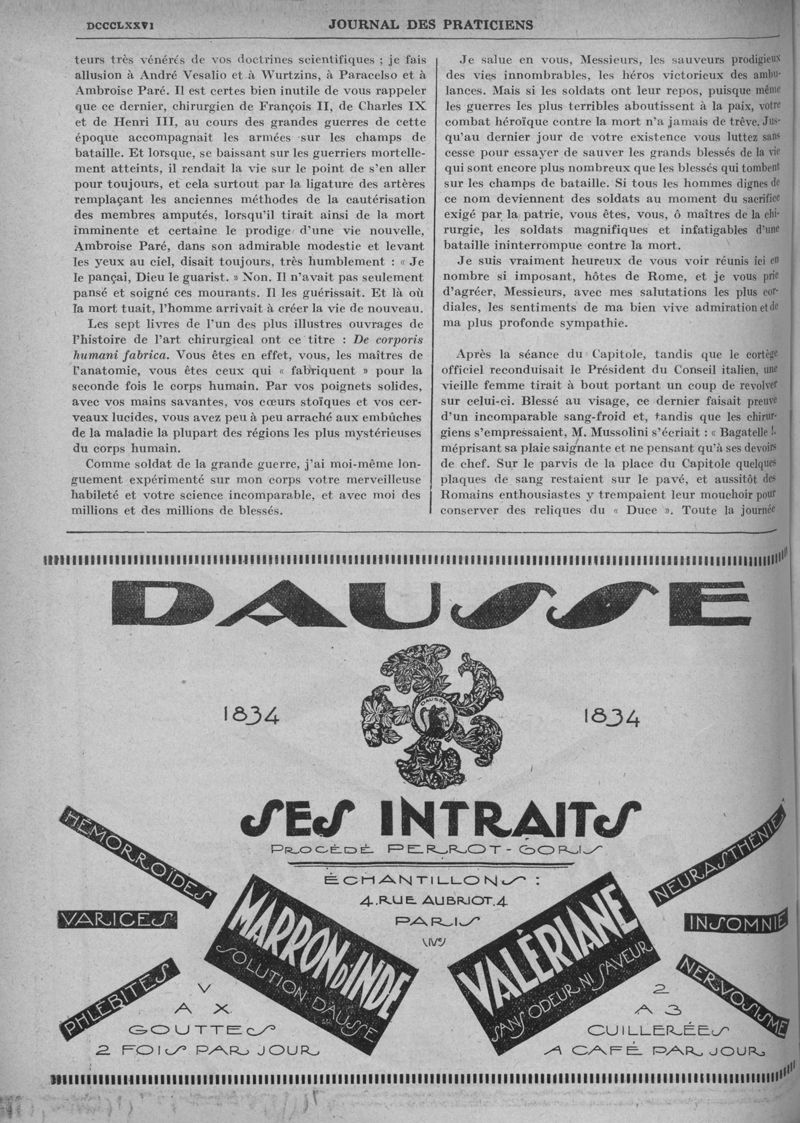 DCCCLXXVI
JOURNAL DES PRATICIENS
teurs très vénérés de vos doctrines scientifiques ; je fais
allusion à André Vesalio et à Wurtzins, à Paracelso et à
Ambroise Paré. Il est certes bien inutile de vous rappeler
que ce dernier, chirurgien de François II, de Charles IX
et de Henri III, au cours des grandes guerres de cette
époque accompagnait les armées sur les champs de
bataille. Et lorsque, se baissant sur les guerriers mortelle-
ment atteints, il rendait la vie sur le point de s'en aller
pour toujours, et cela surtout par la ligature des artères
remplaçant les anciennes méthodes de la cautérisation
des membres amputés, lorsqu'il tirait ainsi de la mort
imminente et certaine le prodige d'une vie nouvelle,
Ambroise Paré, dans son admirable modestie et levant
les yeux au ciel, disait toujours, très humblement : « Je
le pançai, Dieu le guarist. » Non. Il n'avait pas seulement
pansé et soigné ces mourants. Il les guérissait. Et là où
la mort tuait, l'homme arrivait à créer la vie de nouveau.
Les sept livres de l'un des plus illustres ouvrages de
l'histoire de l'art chirurgical ont ce titre : De corporis
humani fabrica. Vous êtes en effet, vous, les maîtres de
l'anatomie, vous êtes ceux qui « fabriquent » pour la
seconde fois le corps humain. Par vos poignets solides,
avec vos mains savantes, vos cœurs stoïques et vos cer-
veaux lucides, vous avez peu à peu arraché aux embûches
de la maladie la plupart des régions les plus mystérieuses
du corps humain.
Comme soldat de la grande guerre, j'ai moi-même lon-
guement expérimenté sur mon corps votre merveilleuse
habileté et votre science incomparable, et avec moi des
millions et des millions de blessés.
Je salue en vous, Messieurs, les sauveurs prodigieux
des vies innombrables, les héros victorieux des ambu-
lances. Mais si les soldats ont leur repos, puisque même
les guerres les plus terribles aboutissent à la paix, votre
combat héroïque contre la mort n'a jamais de trêve. Jus-
qu'au dernier jour de votre existence vous luttez sans
cesse pour essayer de sauver les grands blessés de la vie
qui sont encore plus nombreux que les blessés qui tombent
sur les champs de bataille. Si tous les hommes dignes de
ce nom deviennent des soldats au moment du sacrifice
exigé par la patrie, vous êtes, vous, ô maîtres de la chi-
rurgie, les soldats magnifiques et infatigables d'une
bataille ininterrompue contre la mort.
Je suis vraiment heureux de vous voir réunis ici en
nombre si imposant, hôtes de Rome, et je vous prie
d'agréer, Messieurs, avec mes salutations les plus cor-
diales, les sentiments de ma bien vive admiration et de
ma plus profonde sympathie.
Après la séance du Capitole, tandis que le cortège
officiel reconduisait le Président du Conseil italien, une
vieille femme tirait à bout portant un coup de revolver
sur celui-ci. Blessé au visage, ce dernier faisait preuve
d'un incomparable sang-froid et, tandis que les chirur-
giens s'empressaient, M. Mussolini s'écriait : « Bagatelle !
méprisant sa plaie saignante et ne pensant qu'à ses devoirs
de chef. Sur le parvis de la place du Capitole quelques
plaques de sang restaient sur le pavé, et aussitôt des
Romains enthousiastes y trempaient leur mouchoir pour
conserver des reliques du « Duce ». Toute la journée
DAUSSE
1834
DAUSSE
1834
SES INTRAITS
PROCÉDÉ PERROT-GORIS
ÉCHANTILLONS :
4.RUE AUBRIOT.4
PARIS
HÉMORROÏDES
VARICES
PHLÉBITES
MARRON D'INDE
SOLUTION DAUSSE
V
A X
GOUTTES
2 FOIS PAR JOUR
VALÉRIANE
SANS ODEUR NI SAVEUR
NEURASTHÉNIE
INSOMNIE
NERVOSISME
2
A 3
CUILLERÉES
A CAFÉ PAR JOUR